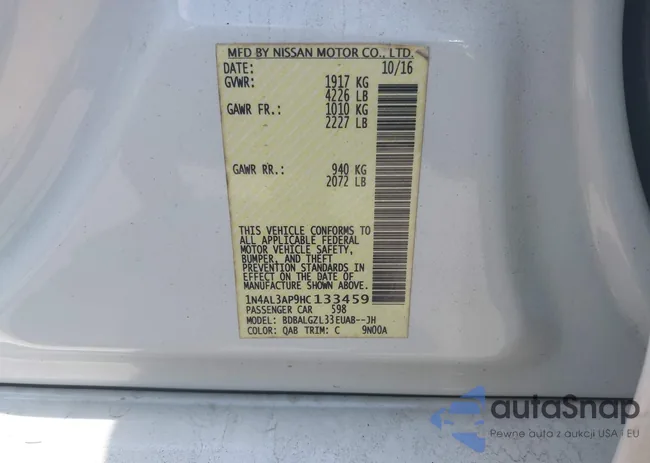 MFD BY NISSAN MOTOR CO., LTD.
DATE: 10/16
GVWR: 1917 KG
4226 LB
GAWR FR.: 1010 KG
2227 LB
GAWR RR.: 940 KG
2072 LB
THIS VEHICLE CONFORMS TO
ALL APPLICABLE FEDERAL
MOTOR VEHICLE SAFETY,
BUMPER, AND THEFT
PREVENTION STANDARDS IN
EFFECT ON THE DATE OF
MANUFACTURE SHOWN ABOVE.
1N4AL3AP9HC133459
PASSENGER CAR 598
MODEL: BDBALGZL33EUAB--JH
COLOR: QAB TRIM: C 9N00A
autaSnap
Pewne auta z aukcji USA i EU